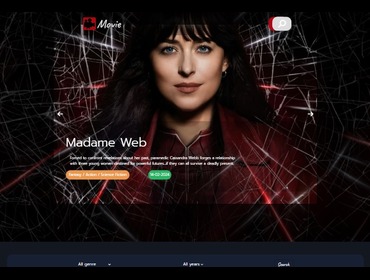 Movie
Madame Web
Forced to confront revelations about her past, paramedic Cassandra Webb forges a relationship
with three young women destined for powerful futures...if they can all survive a deadly present.
Fantasy / Action / Science Fiction
14-02-2024
All genre
All years
Search